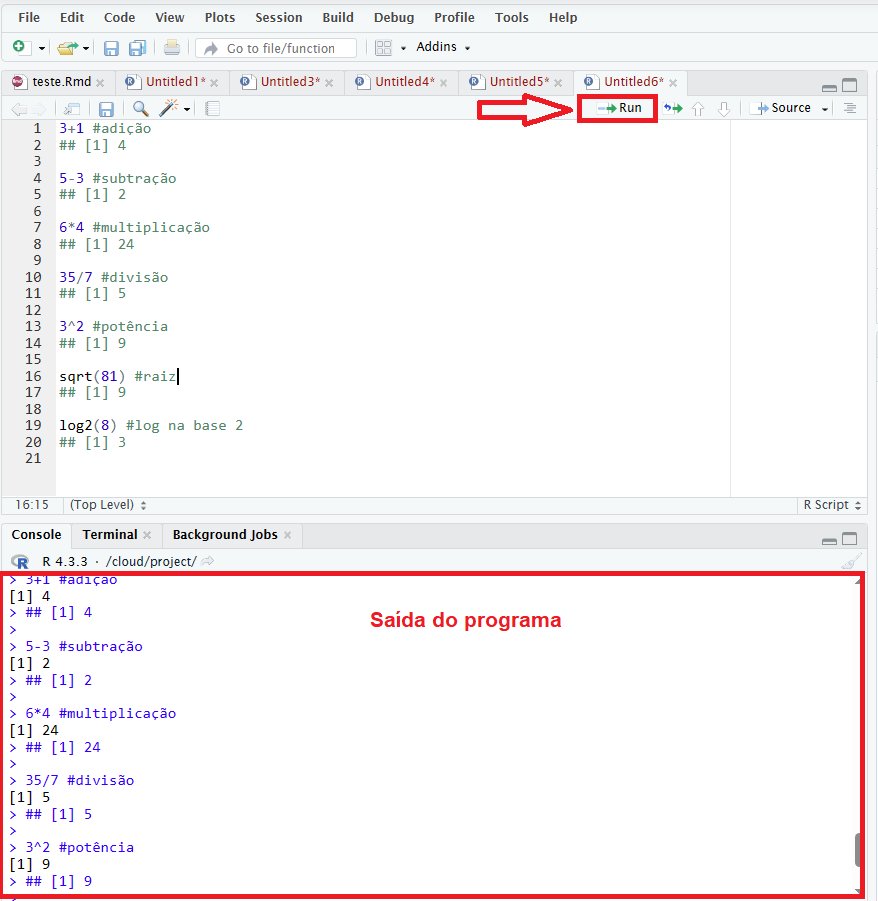 File Edit Code View Plots Session Build Debug Profile Tools Help
Go to file/function Addins
teste.Rmd Untitled1* Untitled3* Untitled4* Untitled5* Untitled6*
Run Source
1 3+1 #adição
2 ## [1] 4
3
4 5-3 #subtração
5 ## [1] 2
6
7 6*4 #multiplicação
8 ## [1] 24
9
10 35/7 #divisão
11 ## [1] 5
12
13 3^2 #potência
14 ## [1] 9
15
16 sqrt(81) #raiz
17 ## [1] 9
18
19 log2(8) #log na base 2
20 ## [1] 3
21
16:15 (Top Level) R Script
Console Terminal Background Jobs
R R 4.3.3 · /cloud/project/
> 3+1 #adição
[1] 4
> ## [1] 4
Saída do programa
>
> 5-3 #subtração
[1] 2
> ## [1] 2
>
> 6*4 #multiplicação
[1] 24
> ## [1] 24
>
> 35/7 #divisão
[1] 5
> ## [1] 5
>
> 3^2 #potência
[1] 9
> ## [1] 9